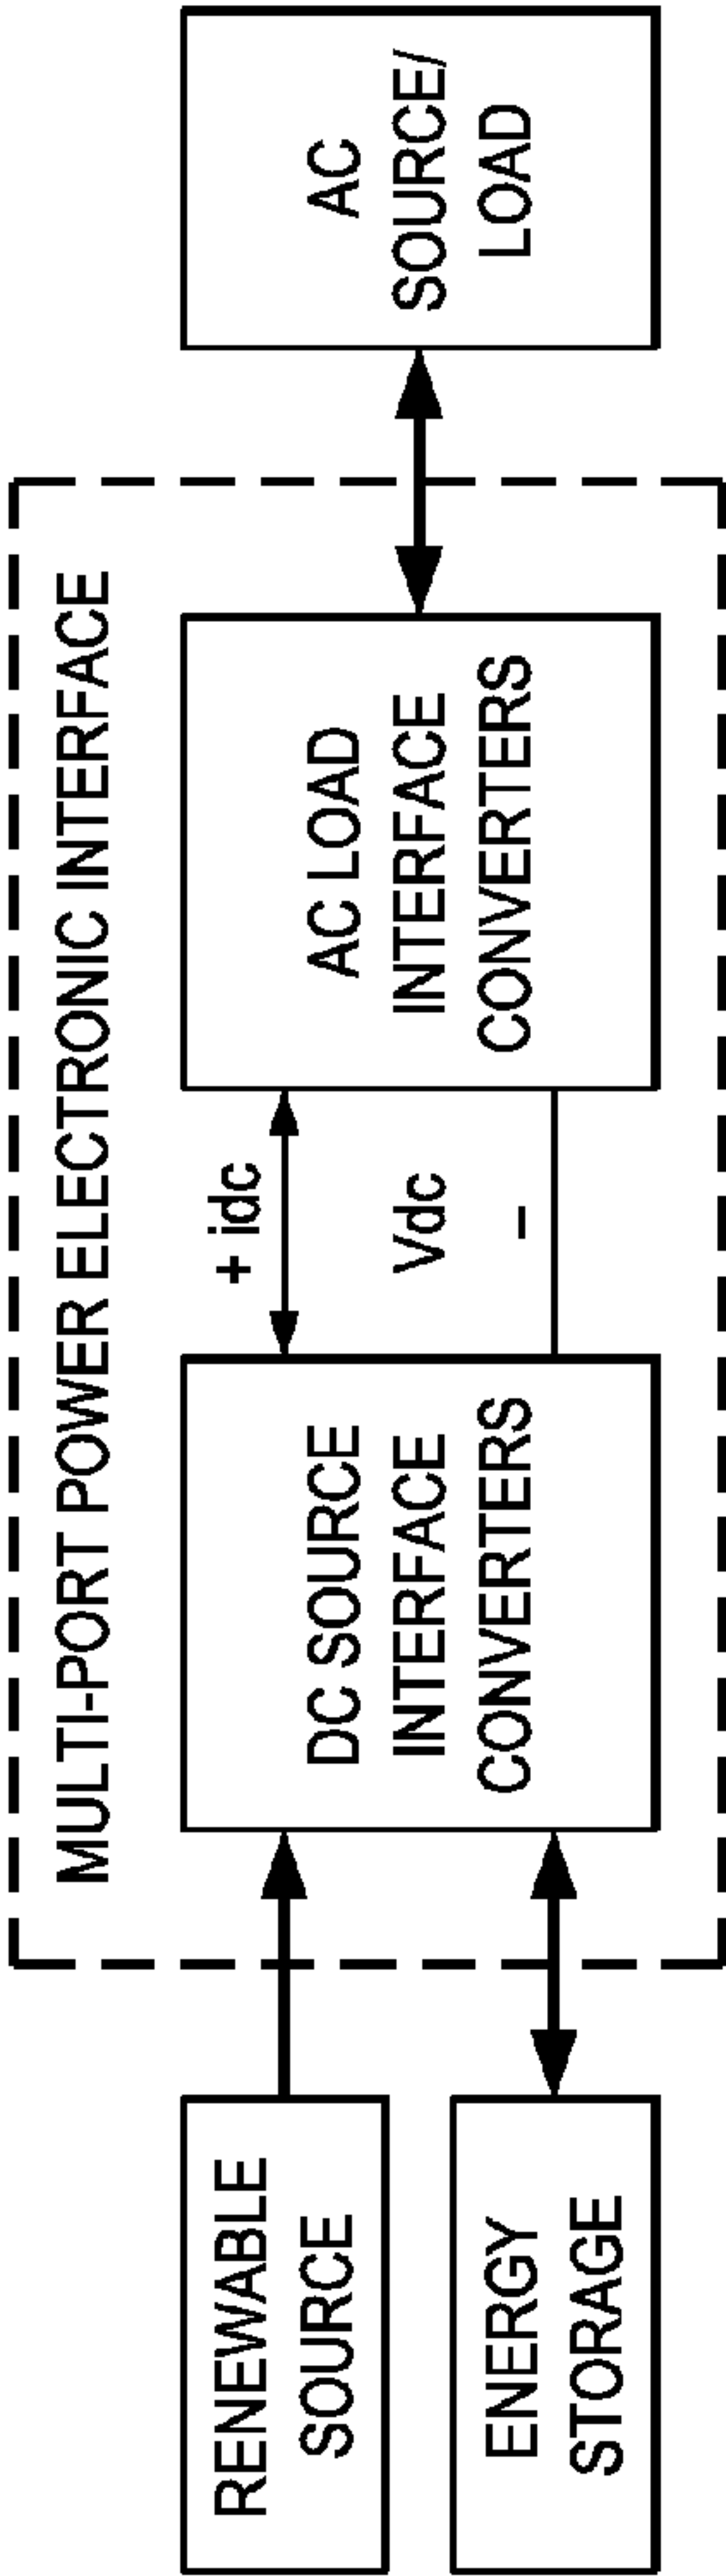 MULTI-PORT POWER ELECTRONIC INTERFACE
RENEWABLE
SOURCE
ENERGY
STORAGE
DC SOURCE
INTERFACE
CONVERTERS
+ idc
Vdc
–
AC LOAD
INTERFACE
CONVERTERS
AC
SOURCE/
LOAD